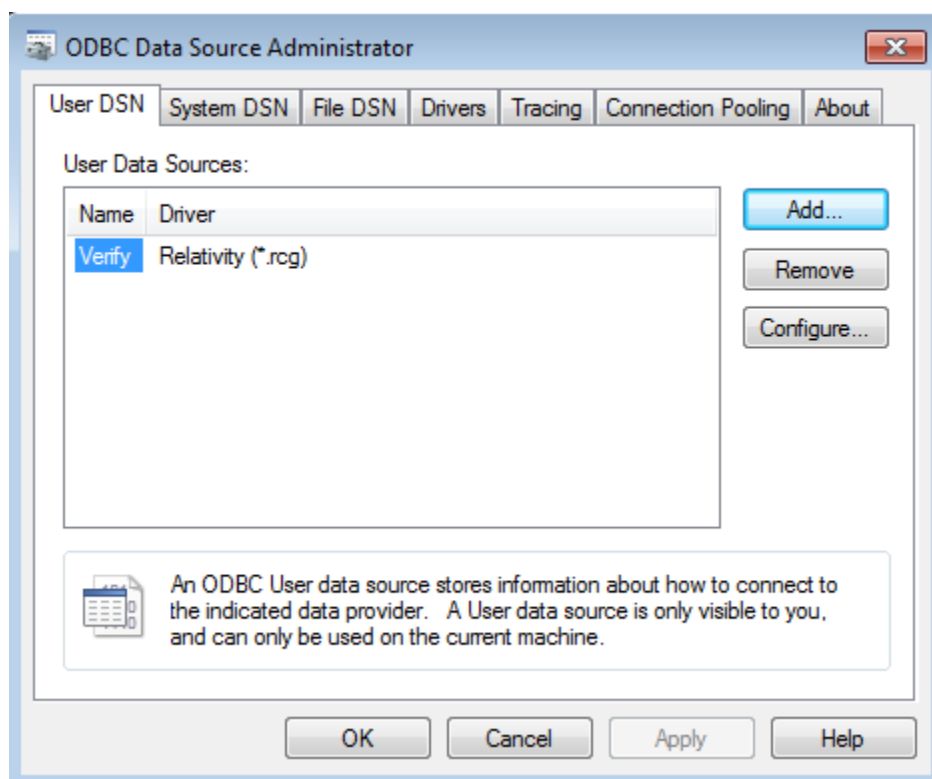 ODBC Data Source Administrator
User DSN System DSN File DSN Drivers Tracing Connection Pooling About
User Data Sources:
Name Driver
Verify Relativity (*.rcg)
Add...
Remove
Configure...
An ODBC User data source stores information about how to connect to
the indicated data provider. A User data source is only visible to you,
and can only be used on the current machine.
OK Cancel Apply Help